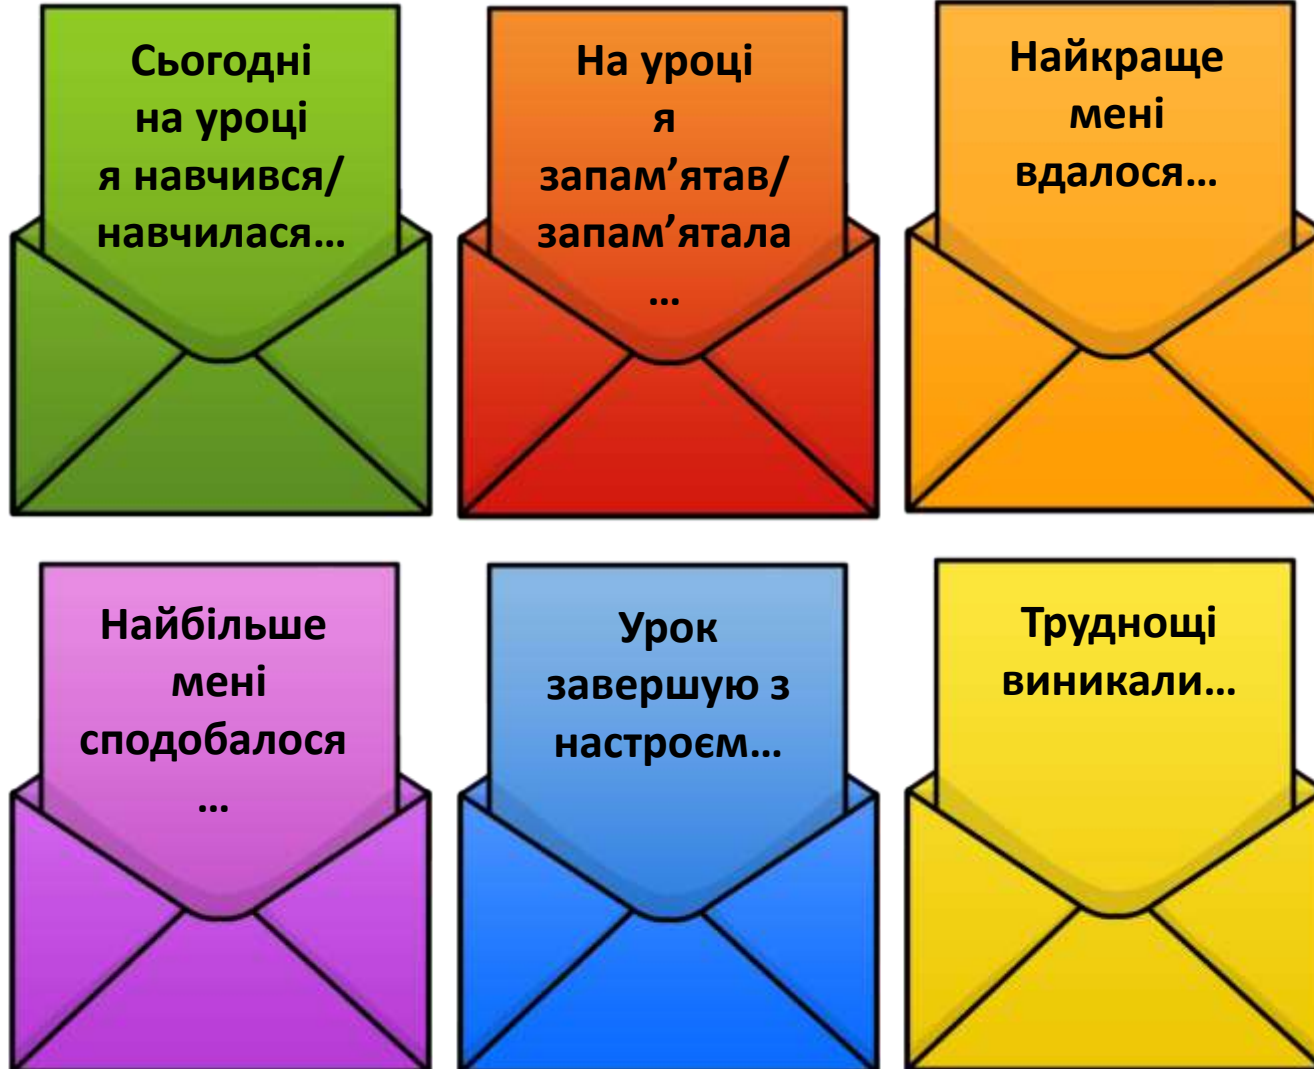 Сьогодні
на уроці
я навчився/
навчилася…
На уроці
я
запам’ятав/
запам’ятала
…
Найкраще
мені
вдалося…
Найбільше
мені
сподобалося
…
Урок
завершую з
настроєм…
Труднощі
виникали…